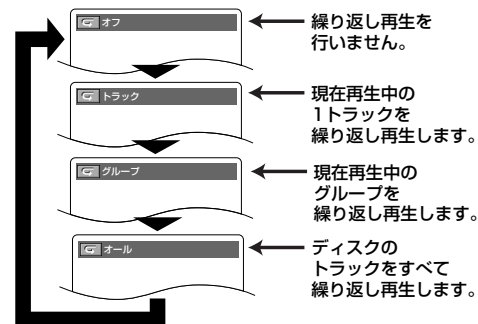 オフ
繰り返し再生を
行いません。
トラック
現在再生中の
1トラックを
繰り返し再生します。
グループ
現在再生中の
グループを
繰り返し再生します。
オール
ディスクの
トラックをすべて
繰り返し再生します。